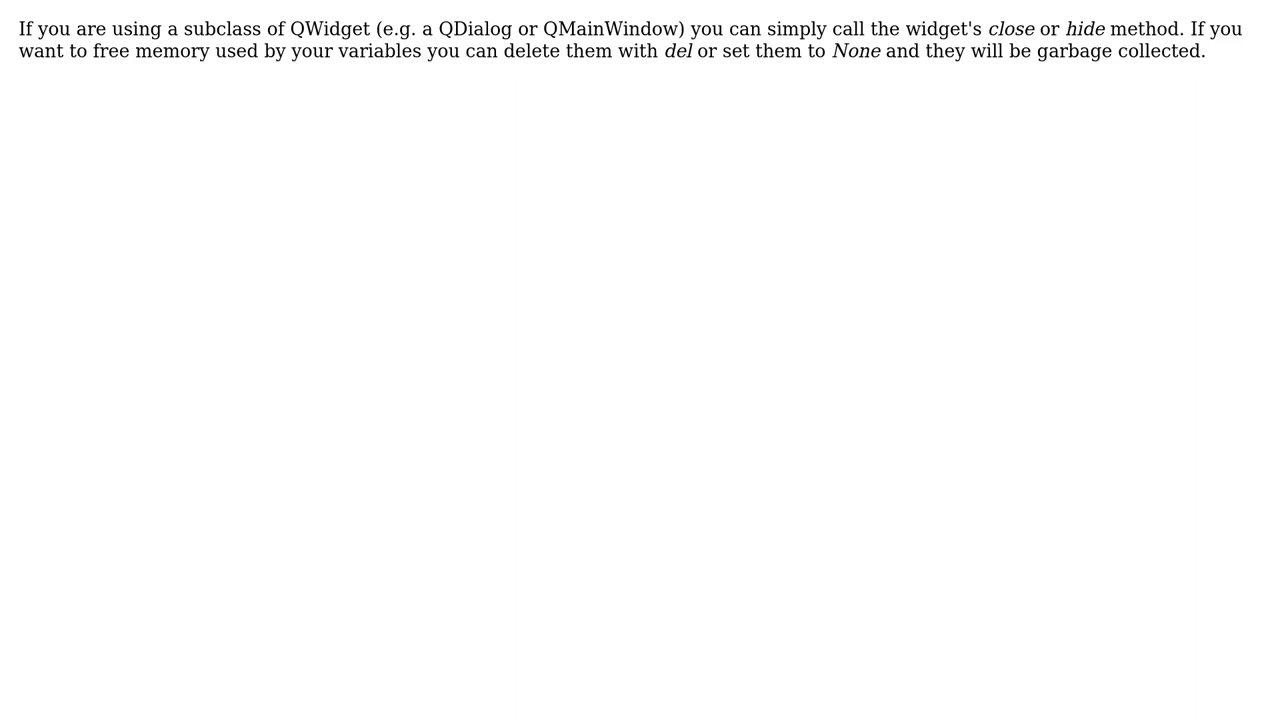 If you are using a subclass of QWidget (e.g. a QDialog or QMainWindow) you can simply call the widget's close or hide method. If you
want to free memory used by your variables you can delete them with del or set them to None and they will be garbage collected.